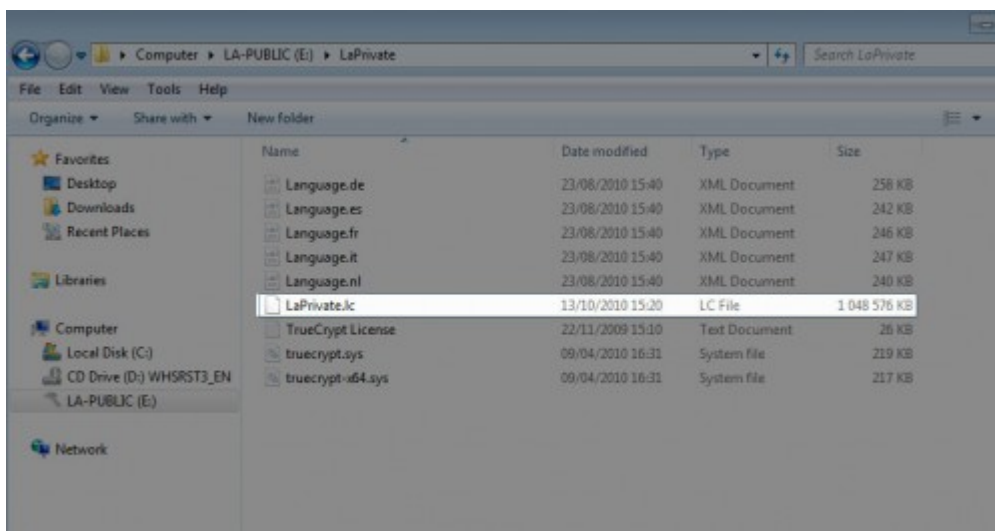 Computer ▸ LA-PUBLIC (E:) ▸ LaPrivate Search LaPrivate
File Edit View Tools Help
Organize Share with New folder
Favorites
Desktop
Downloads
Recent Places
Libraries
Computer
Local Disk (C:)
CD Drive (D:) WHSRST3_EN
LA-PUBLIC (E:)
Network
Name Date modified Type Size
Language.de 23/08/2010 15:40 XML Document 258 KB
Language.es 23/08/2010 15:40 XML Document 242 KB
Language.fr 23/08/2010 15:40 XML Document 246 KB
Language.it 23/08/2010 15:40 XML Document 247 KB
Language.nl 23/08/2010 15:40 XML Document 240 KB
LaPrivate.lc 13/10/2010 15:20 LC File 1 048 576 KB
TrueCrypt License 22/11/2009 15:10 Text Document 26 KB
truecrypt.sys 09/04/2010 16:31 System file 219 KB
truecrypt-x64.sys 09/04/2010 16:31 System file 217 KB